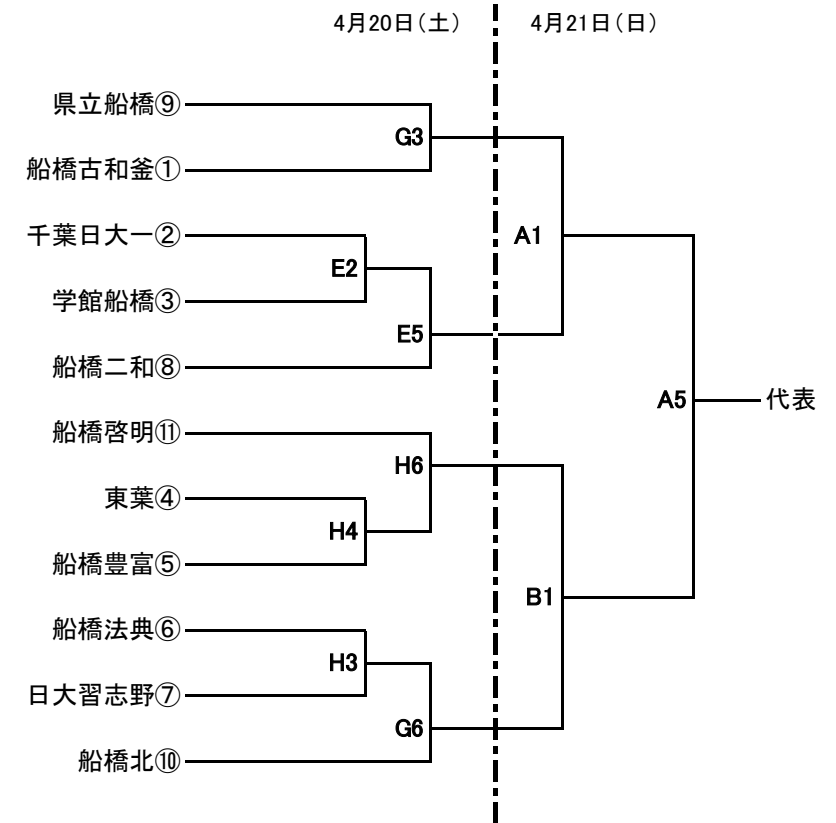 4月20日（土） 4月21日（日）
県立船橋⑨
G3
船橋古和釜①
千葉日大一② A1
E2
学館船橋③
E5
船橋二和⑧
A5 代表
船橋啓明⑪
H6
東葉④
H4
船橋豊富⑤
B1
船橋法典⑥
H3
日大習志野⑦
G6
船橋北⑩